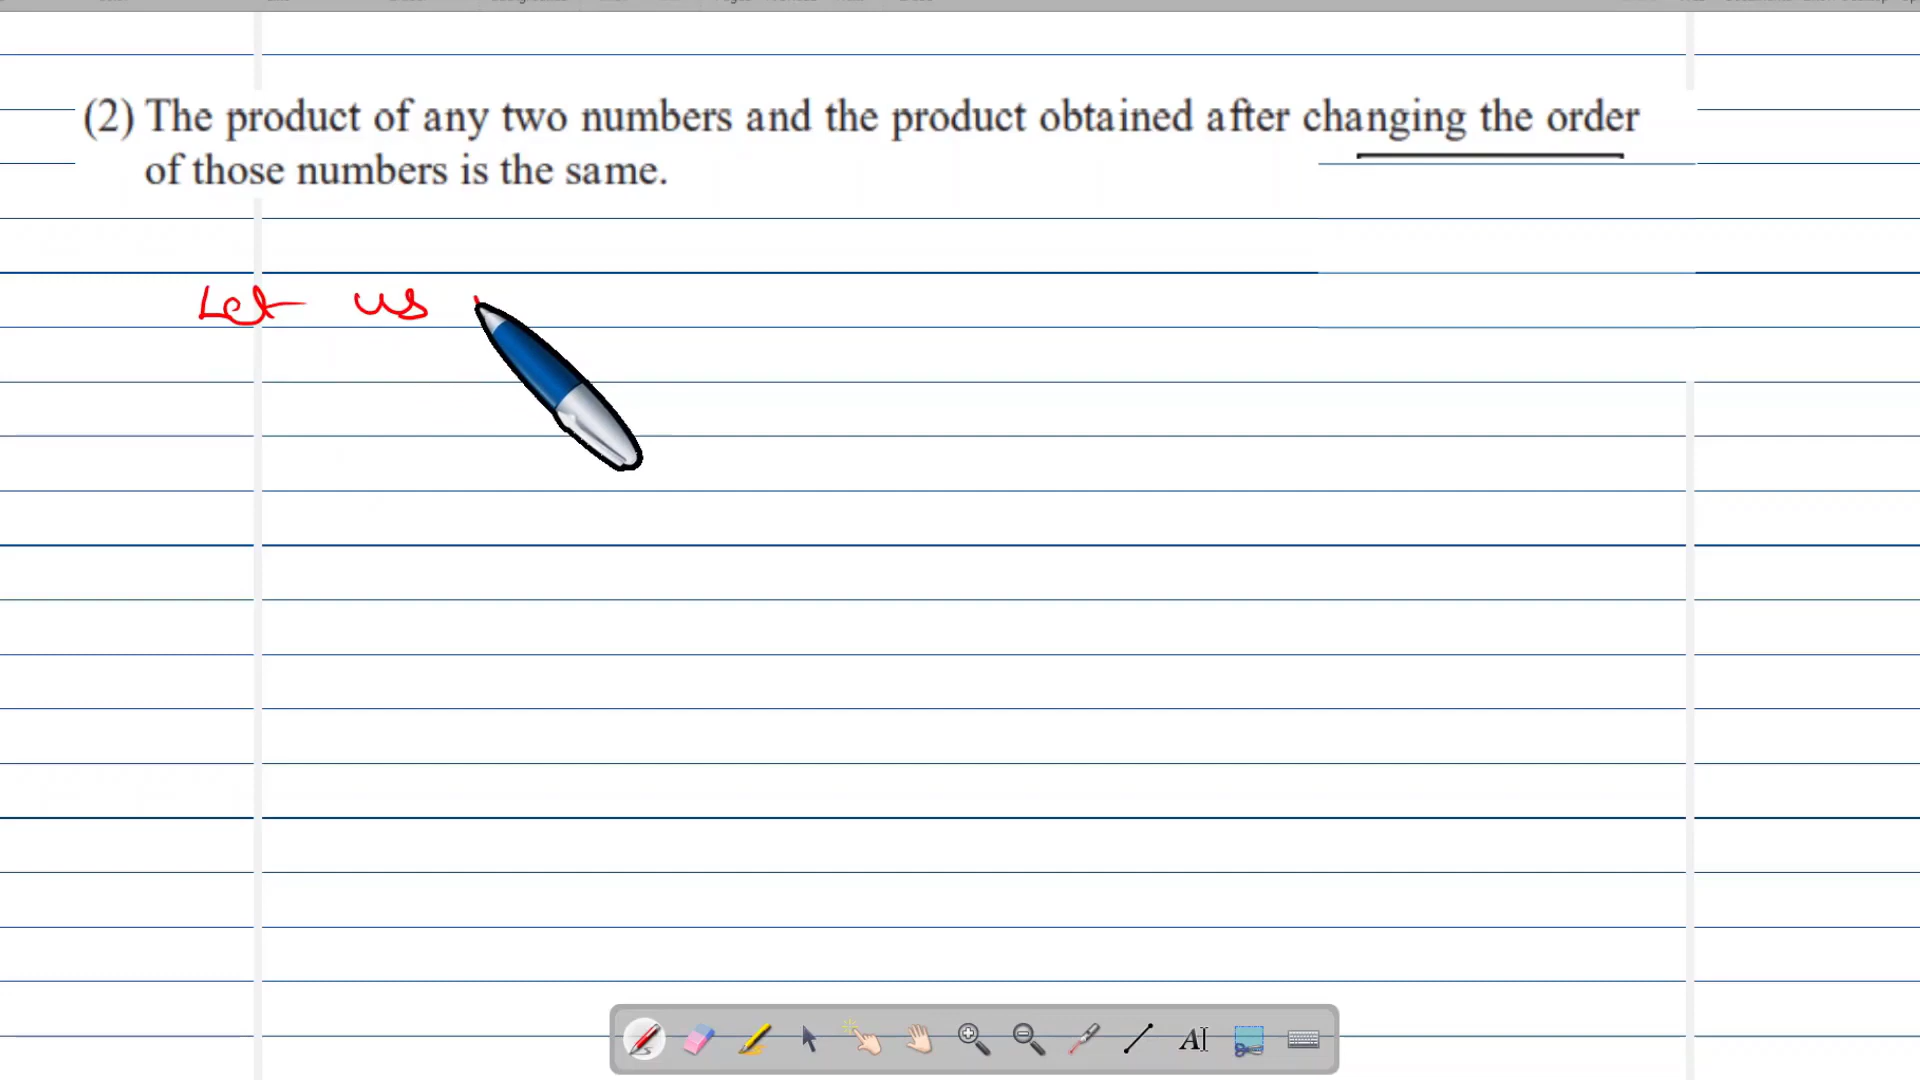 (2) The product of any two numbers and the product obtained after changing the order
of those numbers is the same.
Let us